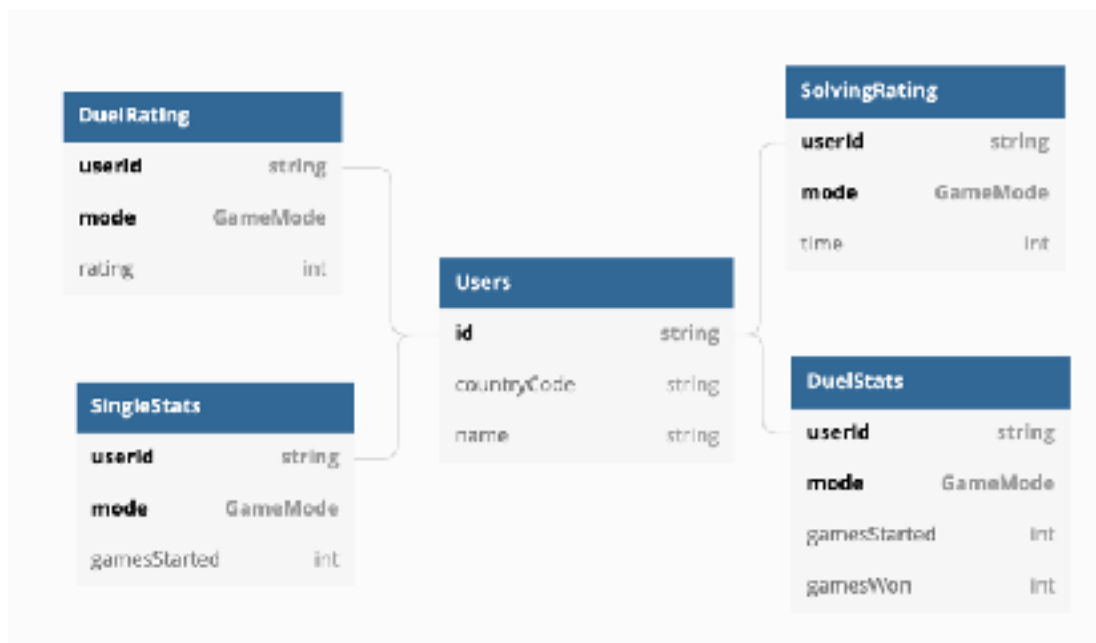 DuelRating
userId string
mode GameMode
rating int
SingleStats
userId string
mode GameMode
gamesStarted int
Users
id string
countryCode string
name string
SolvingRating
userId string
mode GameMode
time int
DuelStats
userId string
mode GameMode
gamesStarted int
gamesWon int